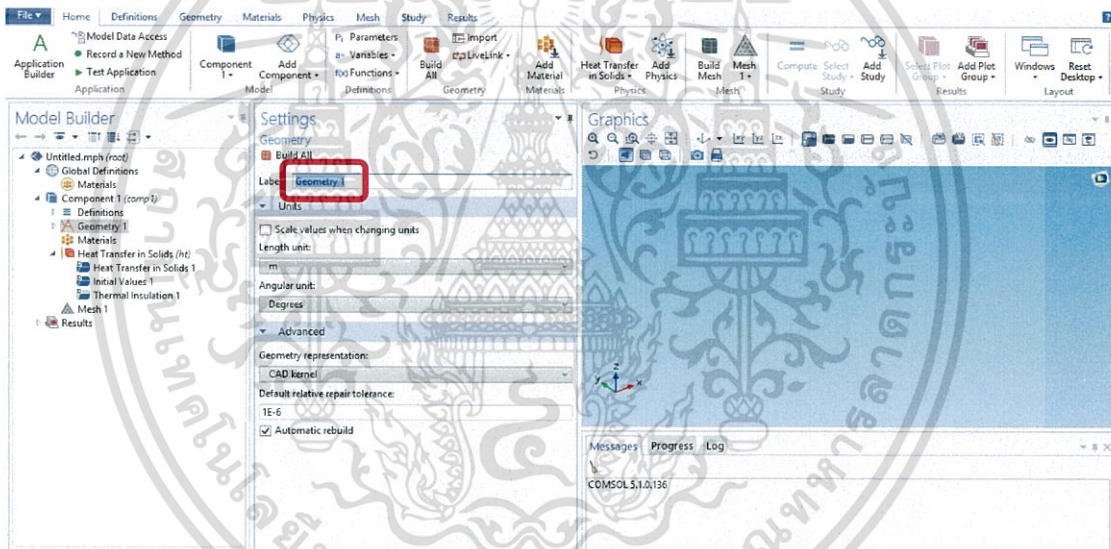 File Home Definitions Geometry Materials Physics Mesh Study Results
Application Builder
Model Data Access
Record a New Method
Test Application
Application
Component 1
Add Component
Model
Pi Parameters
a= Variables
f(x) Functions
Definitions
Build All
Import
LiveLink
Geometry
Add Material
Materials
Heat Transfer in Solids
Add Physics
Physics
Build Mesh
Mesh 1
Mesh
Compute
Select Study
Add Study
Study
Select Plot Group
Add Plot Group
Results
Windows
Reset Desktop
Layout
Model Builder
Untitled.mph (root)
Global Definitions
Materials
Component 1 (comp1)
Definitions
Geometry 1
Materials
Heat Transfer in Solids (ht)
Heat Transfer in Solids 1
Initial Values 1
Thermal Insulation 1
Mesh 1
Results
Settings
Geometry
Build All
Label Geometry 1
Units
Scale values when changing units
Length unit:
m
Angular unit:
Degrees
Advanced
Geometry representation:
CAD kernel
Default relative repair tolerance:
1E-6
Automatic rebuild
Graphics
xy yz zx
z
y x
Messages Progress Log
COMSOL 5.1.0.136